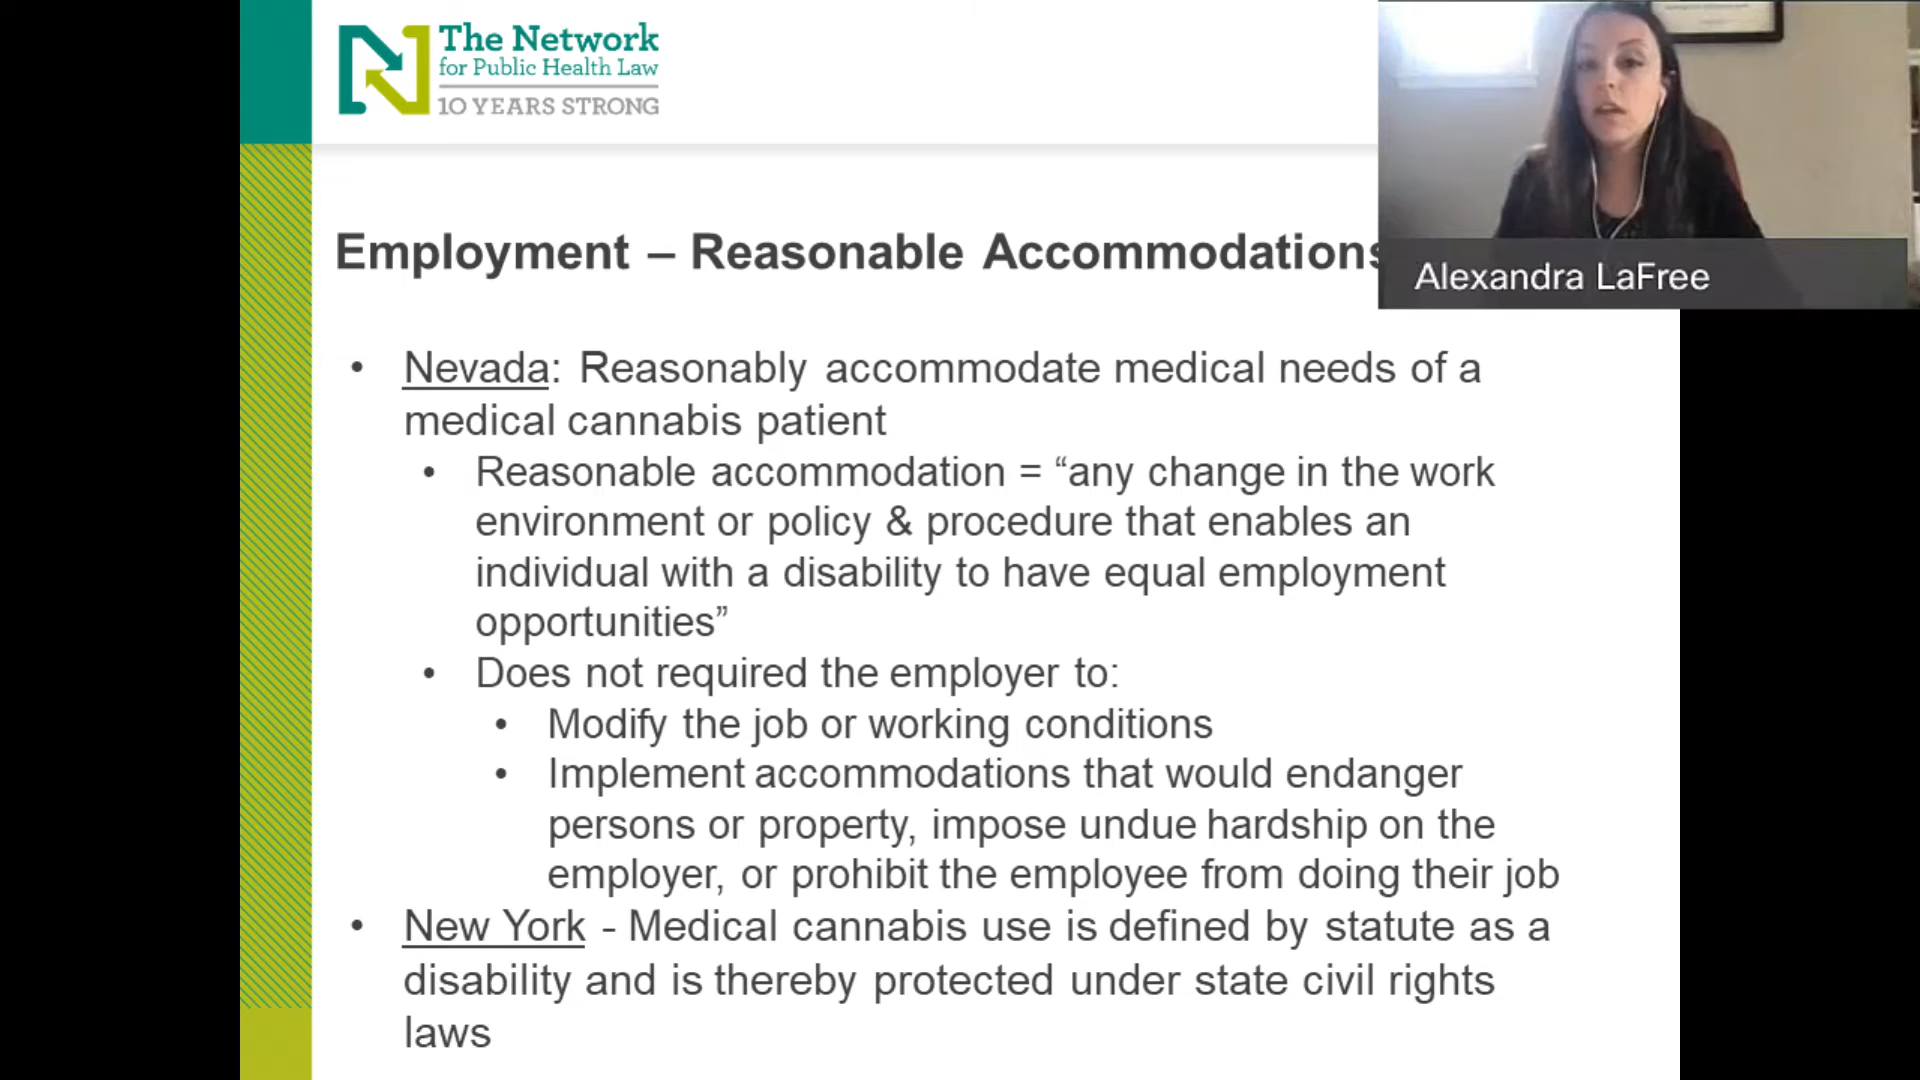 The Network
for Public Health Law
10 YEARS STRONG
Employment – Reasonable Accommodations
Alexandra LaFree
• Nevada: Reasonably accommodate medical needs of a
medical cannabis patient
• Reasonable accommodation = “any change in the work
environment or policy & procedure that enables an
individual with a disability to have equal employment
opportunities”
• Does not required the employer to:
• Modify the job or working conditions
• Implement accommodations that would endanger
persons or property, impose undue hardship on the
employer, or prohibit the employee from doing their job
• New York - Medical cannabis use is defined by statute as a
disability and is thereby protected under state civil rights
laws